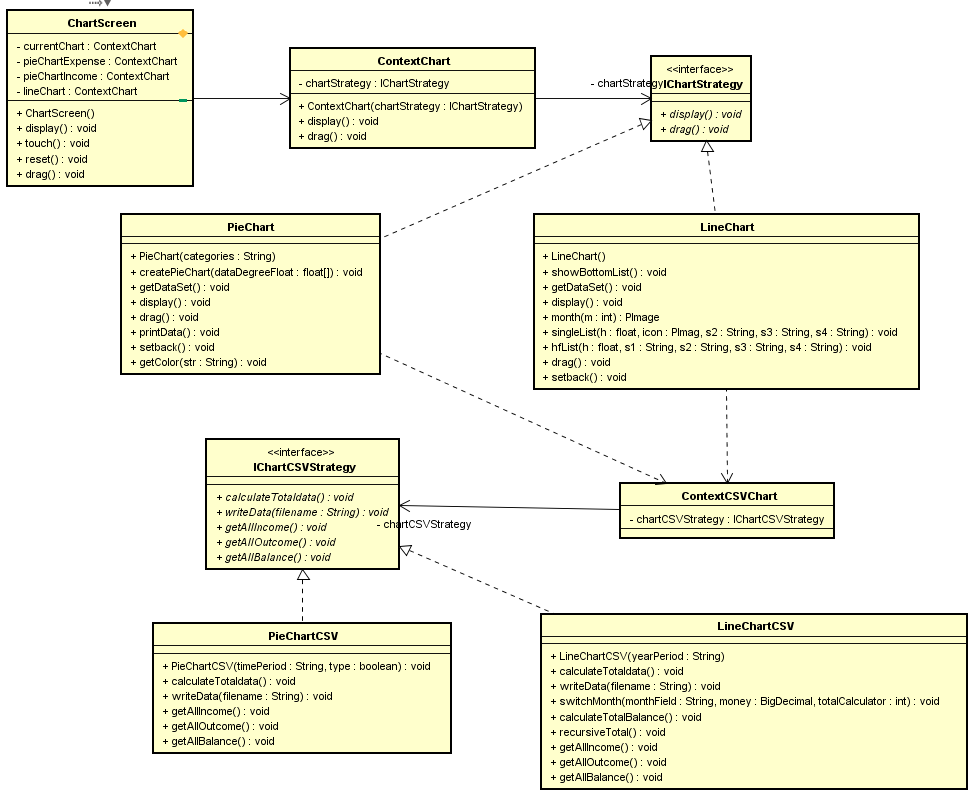 ChartScreen
- currentChart : ContextChart
- pieChartExpense : ContextChart
- pieChartIncome : ContextChart
- lineChart : ContextChart
+ ChartScreen()
+ display() : void
+ touch() : void
+ reset() : void
+ drag() : void
ContextChart
- chartStrategy : IChartStrategy
+ ContextChart(chartStrategy : IChartStrategy)
+ display() : void
+ drag() : void
- chartStrategy
<<interface>>
IChartStrategy
+ display() : void
+ drag() : void
PieChart
+ PieChart(categories : String)
+ createPieChart(dataDegreeFloat : float[]) : void
+ getDataSet() : void
+ display() : void
+ drag() : void
+ printData() : void
+ setback() : void
+ getColor(str : String) : void
LineChart
+ LineChart()
+ showBottomList() : void
+ getDataSet() : void
+ display() : void
+ month(m : int) : PImage
+ singleList(h : float, icon : PImag, s2 : String, s3 : String, s4 : String) : void
+ hfList(h : float, s1 : String, s2 : String, s3 : String, s4 : String) : void
+ drag() : void
+ setback() : void
<<interface>>
IChartCSVStrategy
+ calculateTotaldata() : void
+ writeData(filename : String) : void
+ getAllIncome() : void
+ getAllOutcome() : void
+ getAllBalance() : void
- chartCSVStrategy
ContextCSVChart
- chartCSVStrategy : IChartCSVStrategy
PieChartCSV
+ PieChartCSV(timePeriod : String, type : boolean) : void
+ calculateTotaldata() : void
+ writeData(filename : String) : void
+ getAllIncome() : void
+ getAllOutcome() : void
+ getAllBalance() : void
LineChartCSV
+ LineChartCSV(yearPeriod : String)
+ calculateTotaldata() : void
+ writeData(filename : String) : void
+ switchMonth(monthField : String, money : BigDecimal, totalCalculator : int) : void
+ calculateTotalBalance() : void
+ recursiveTotal() : void
+ getAllIncome() : void
+ getAllOutcome() : void
+ getAllBalance() : void